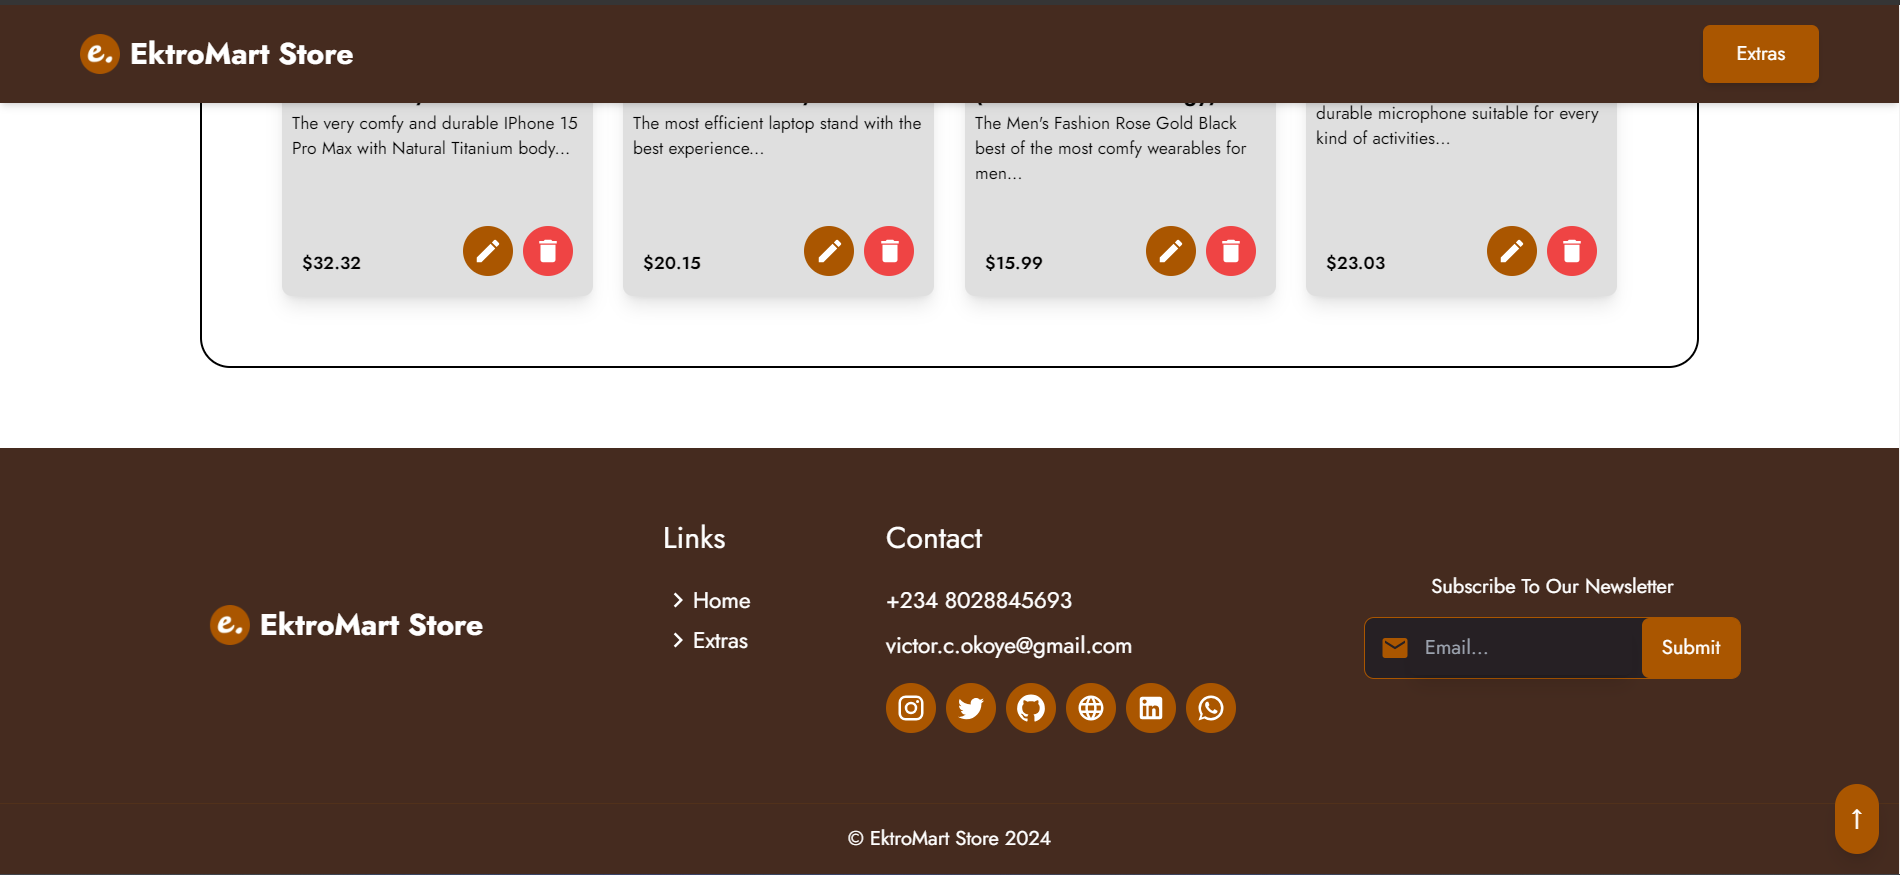 e. EktroMart Store
Extras
The very comfy and durable IPhone 15
Pro Max with Natural Titanium body...
$32.32
The most efficient laptop stand with the
best experience...
$20.15
The Men's Fashion Rose Gold Black
best of the most comfy wearables for
men...
$15.99
durable microphone suitable for every
kind of activities...
$23.03
e. EktroMart Store
Links
Home
Extras
Contact
+234 8028845693
victor.c.okoye@gmail.com
Subscribe To Our Newsletter
Email...
Submit
© EktroMart Store 2024